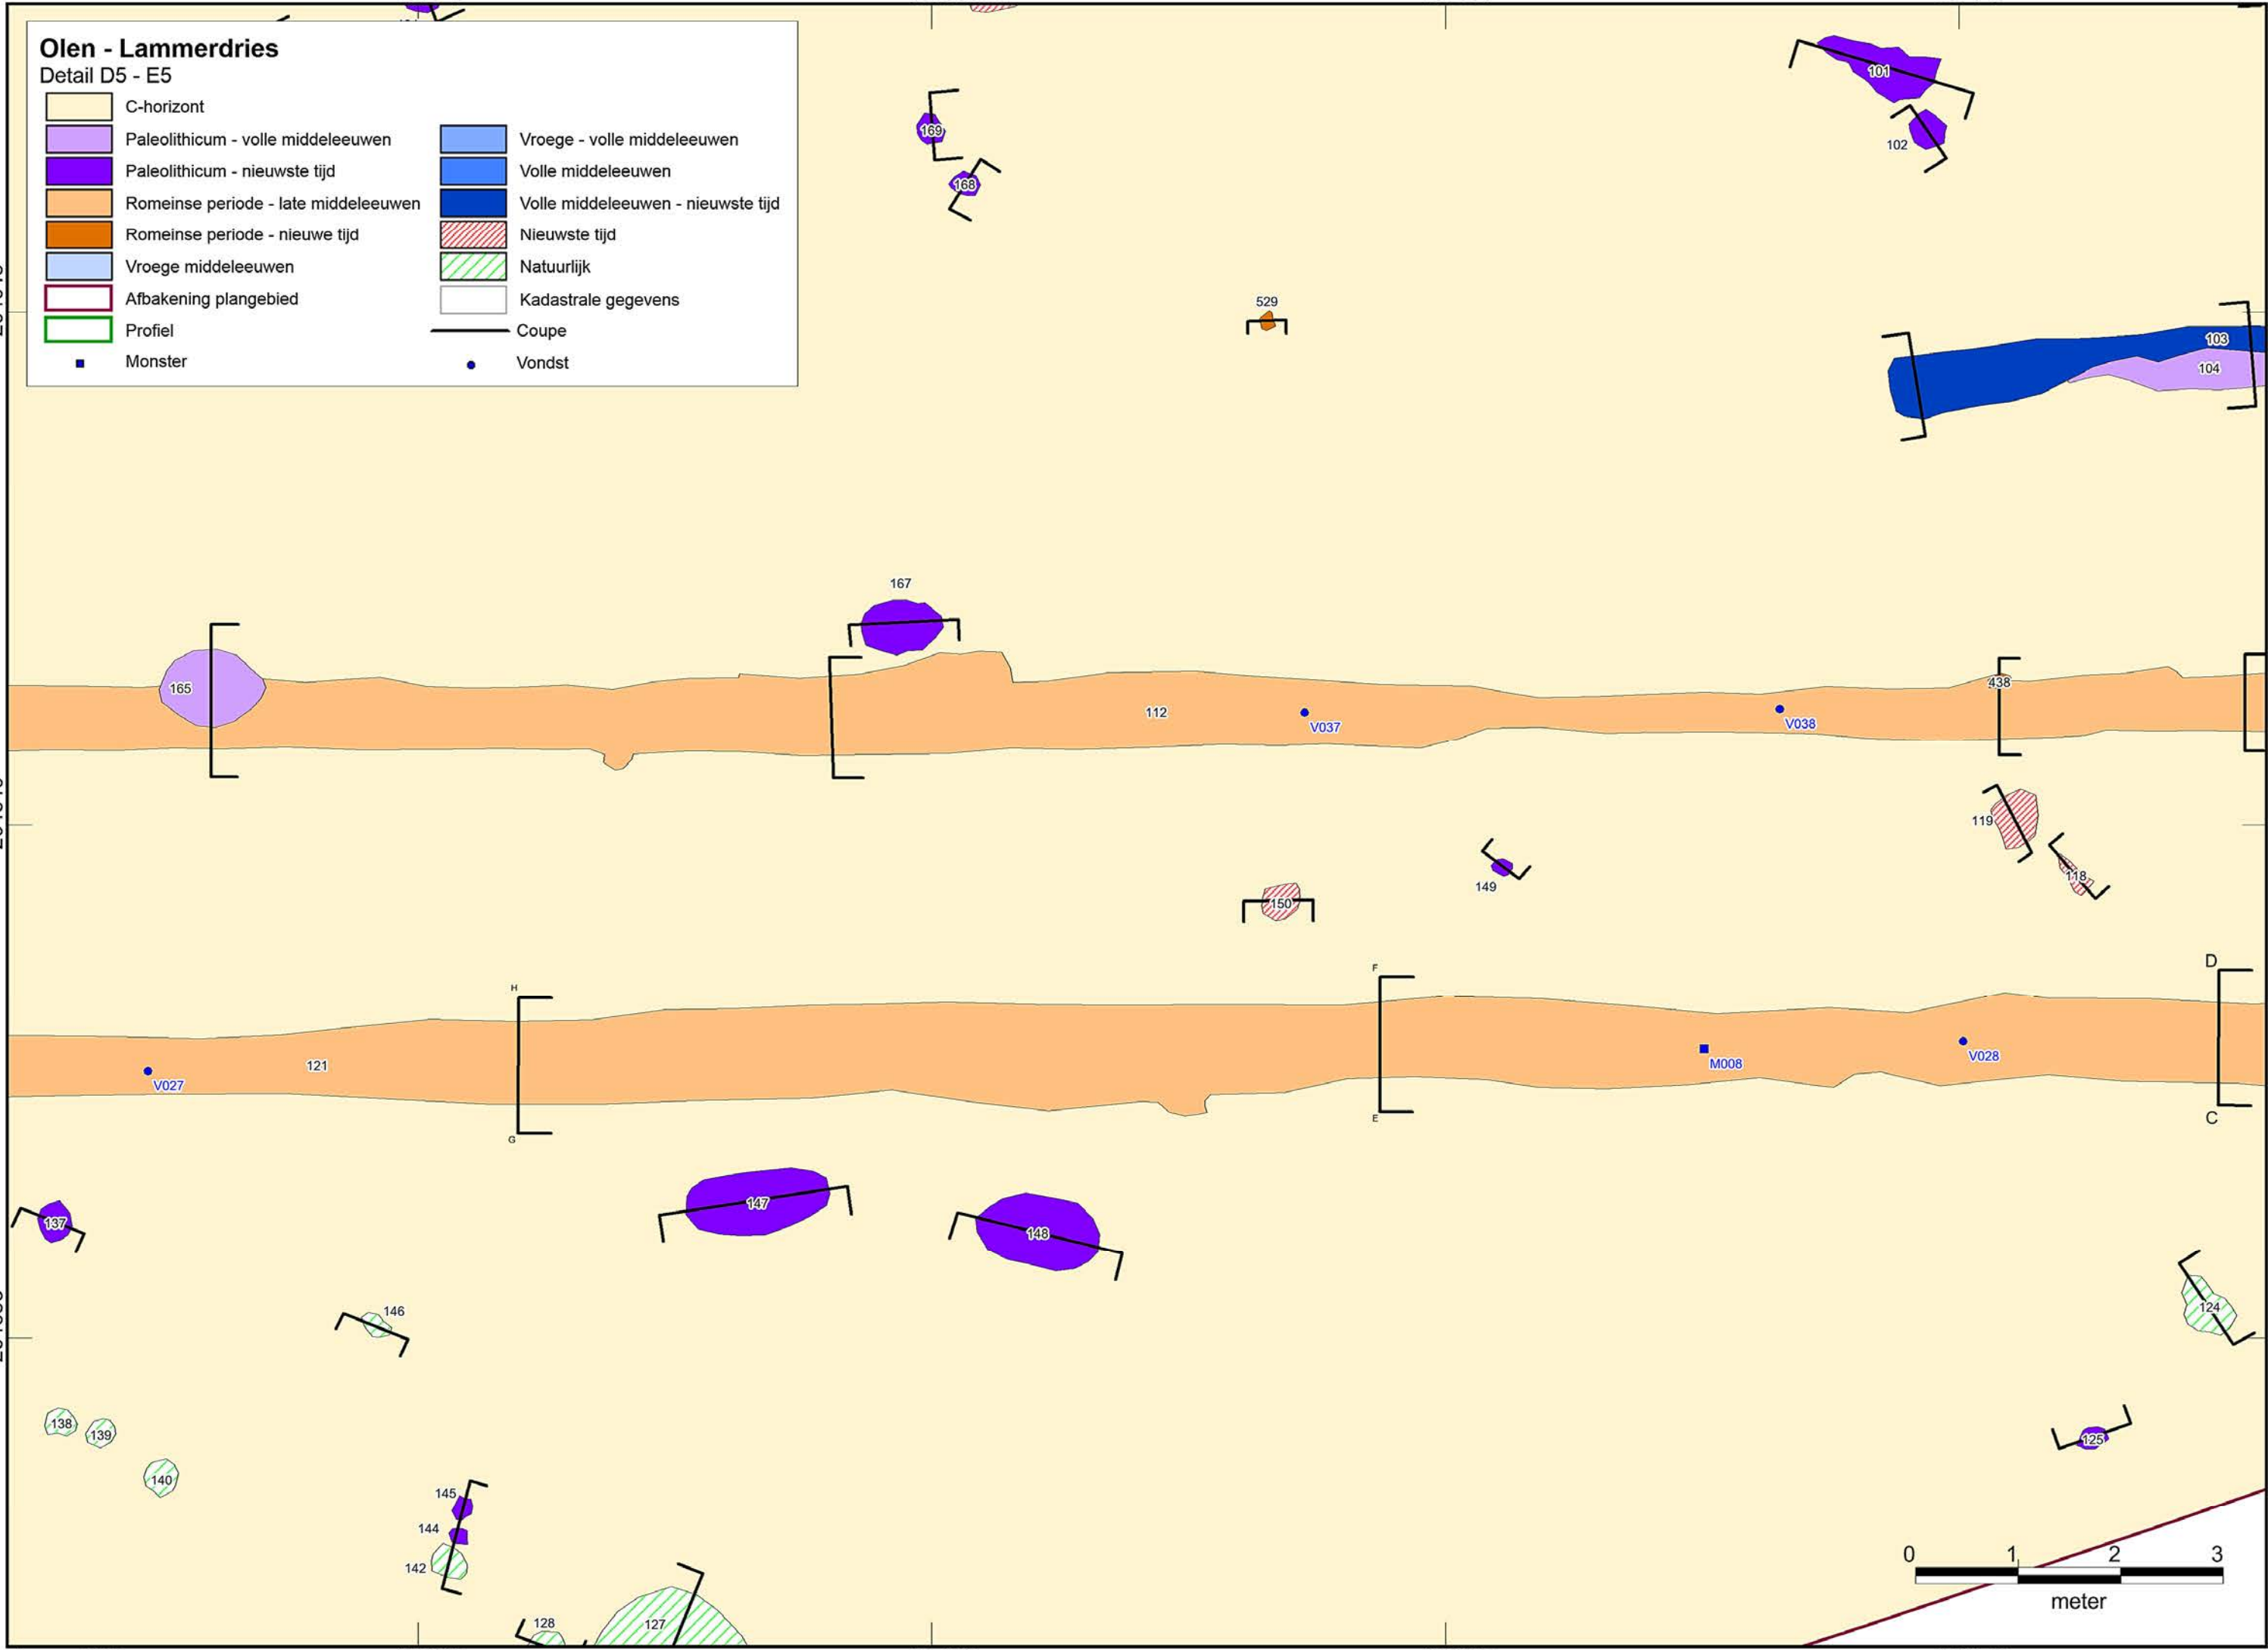 Olen - Lammerdries
Detail D5 - E5
C-horizont
Paleolithicum - volle middeleeuwen
Paleolithicum - nieuwste tijd
Romeinse periode - late middeleeuwen
Romeinse periode - nieuwe tijd
Vroege middeleeuwen
Afbakening plangebied
Profiel
Monster
Vroege - volle middeleeuwen
Volle middeleeuwen
Volle middeleeuwen - nieuwste tijd
Nieuwste tijd
Natuurlijk
Kadastrale gegevens
Coupe
Vondst
101
102
169
168
529
103
104
167
165
112
V037
V038
438
119
118
149
150
D
F
H
121
V027
M008
V028
C
E
G
137
147
148
146
124
138
139
140
125
145
144
142
128
127
0 1 2 3
meter